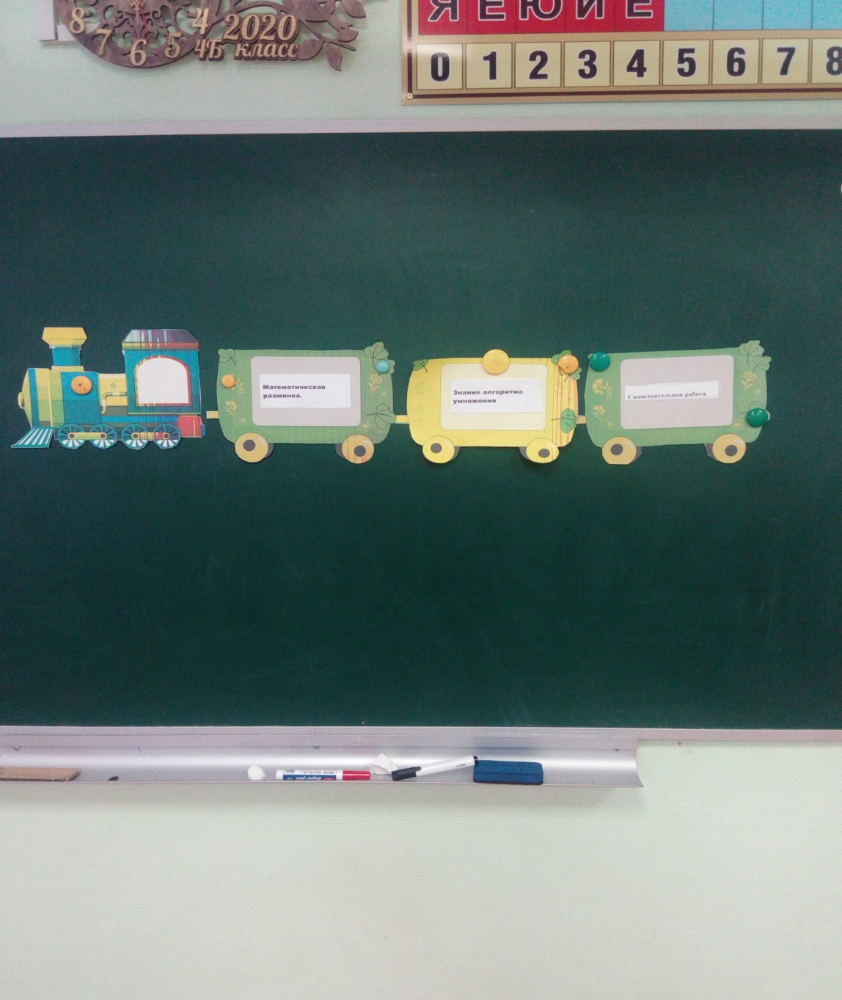 8 7 6 5 4
2020
4Б класс
Я Е Ю И Е
0 1 2 3 4 5 6 7 8
Математическая
разминка.
Знание алгоритма
умножения
Самостоятельная работа.